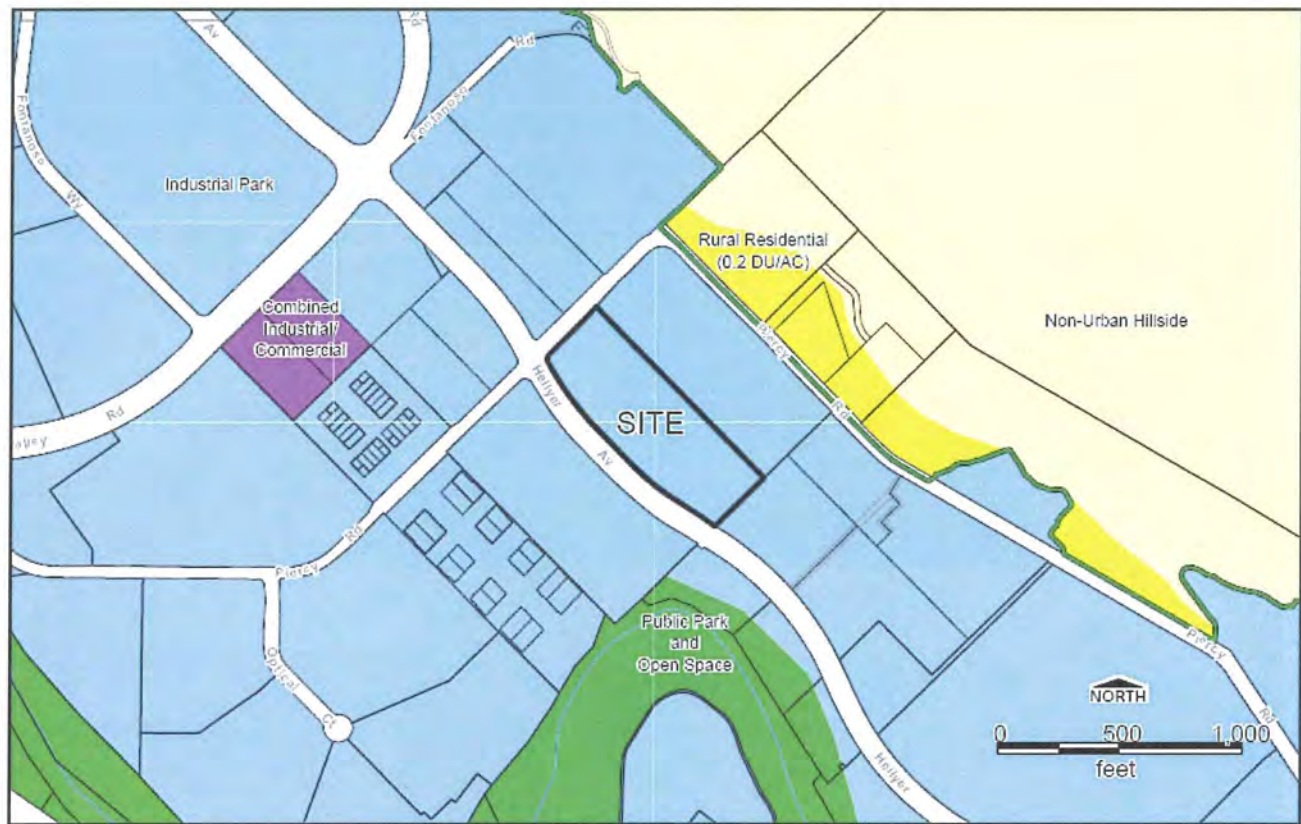 Av
Rd
Rd
Fontanoso
Fontanoso
Wy
Industrial Park
Rural Residential
(0.2 DU/AC)
Non-Urban Hillside
Combined
Industrial/
Commercial
Piercy
Rd
Hellyer
Av
SITE
Rd
Piercy
Rd
Public Park
and
Open Space
Optical
Ct
Piercy
Rd
Hellyer
NORTH
0 500 1,000
feet